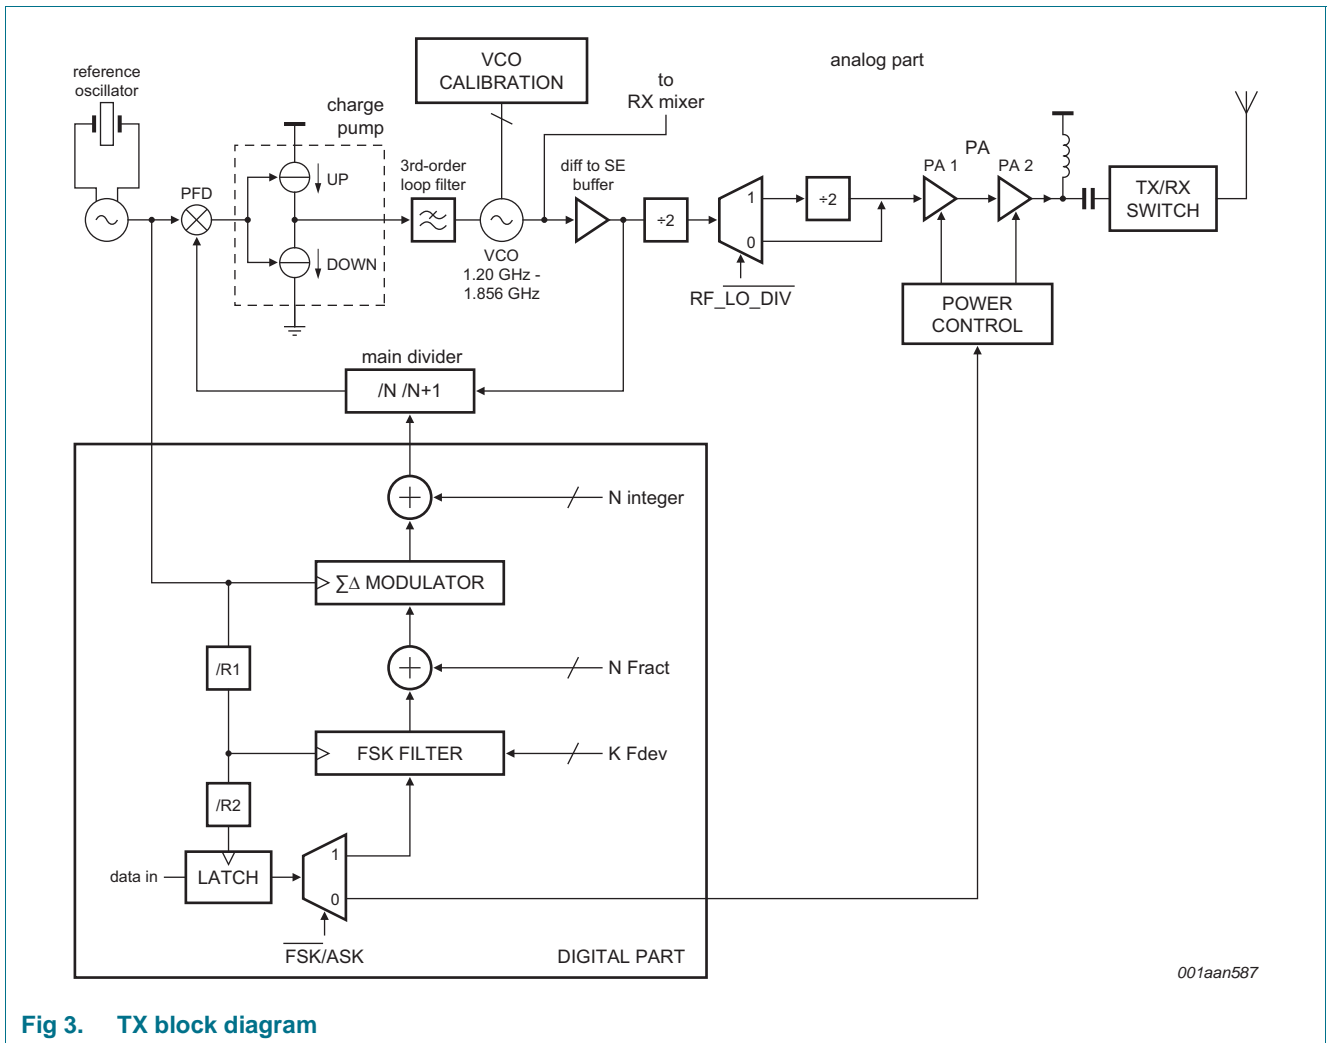 VCO
CALIBRATION
analog part
reference
oscillator
to
RX mixer
charge
pump
3rd-order
loop filter
diff to SE
buffer
PA
PA 1
PA 2
PFD
UP
DOWN
÷2
1
0
÷2
TX/RX
SWITCH
VCO
1.20 GHz -
1.856 GHz
RF_LO_DIV
POWER
CONTROL
main divider
/N /N+1
N integer
∑Δ MODULATOR
/R1
N Fract
FSK FILTER
K Fdev
/R2
data in
LATCH
1
0
FSK/ASK
DIGITAL PART
001aan587
Fig 3. TX block diagram